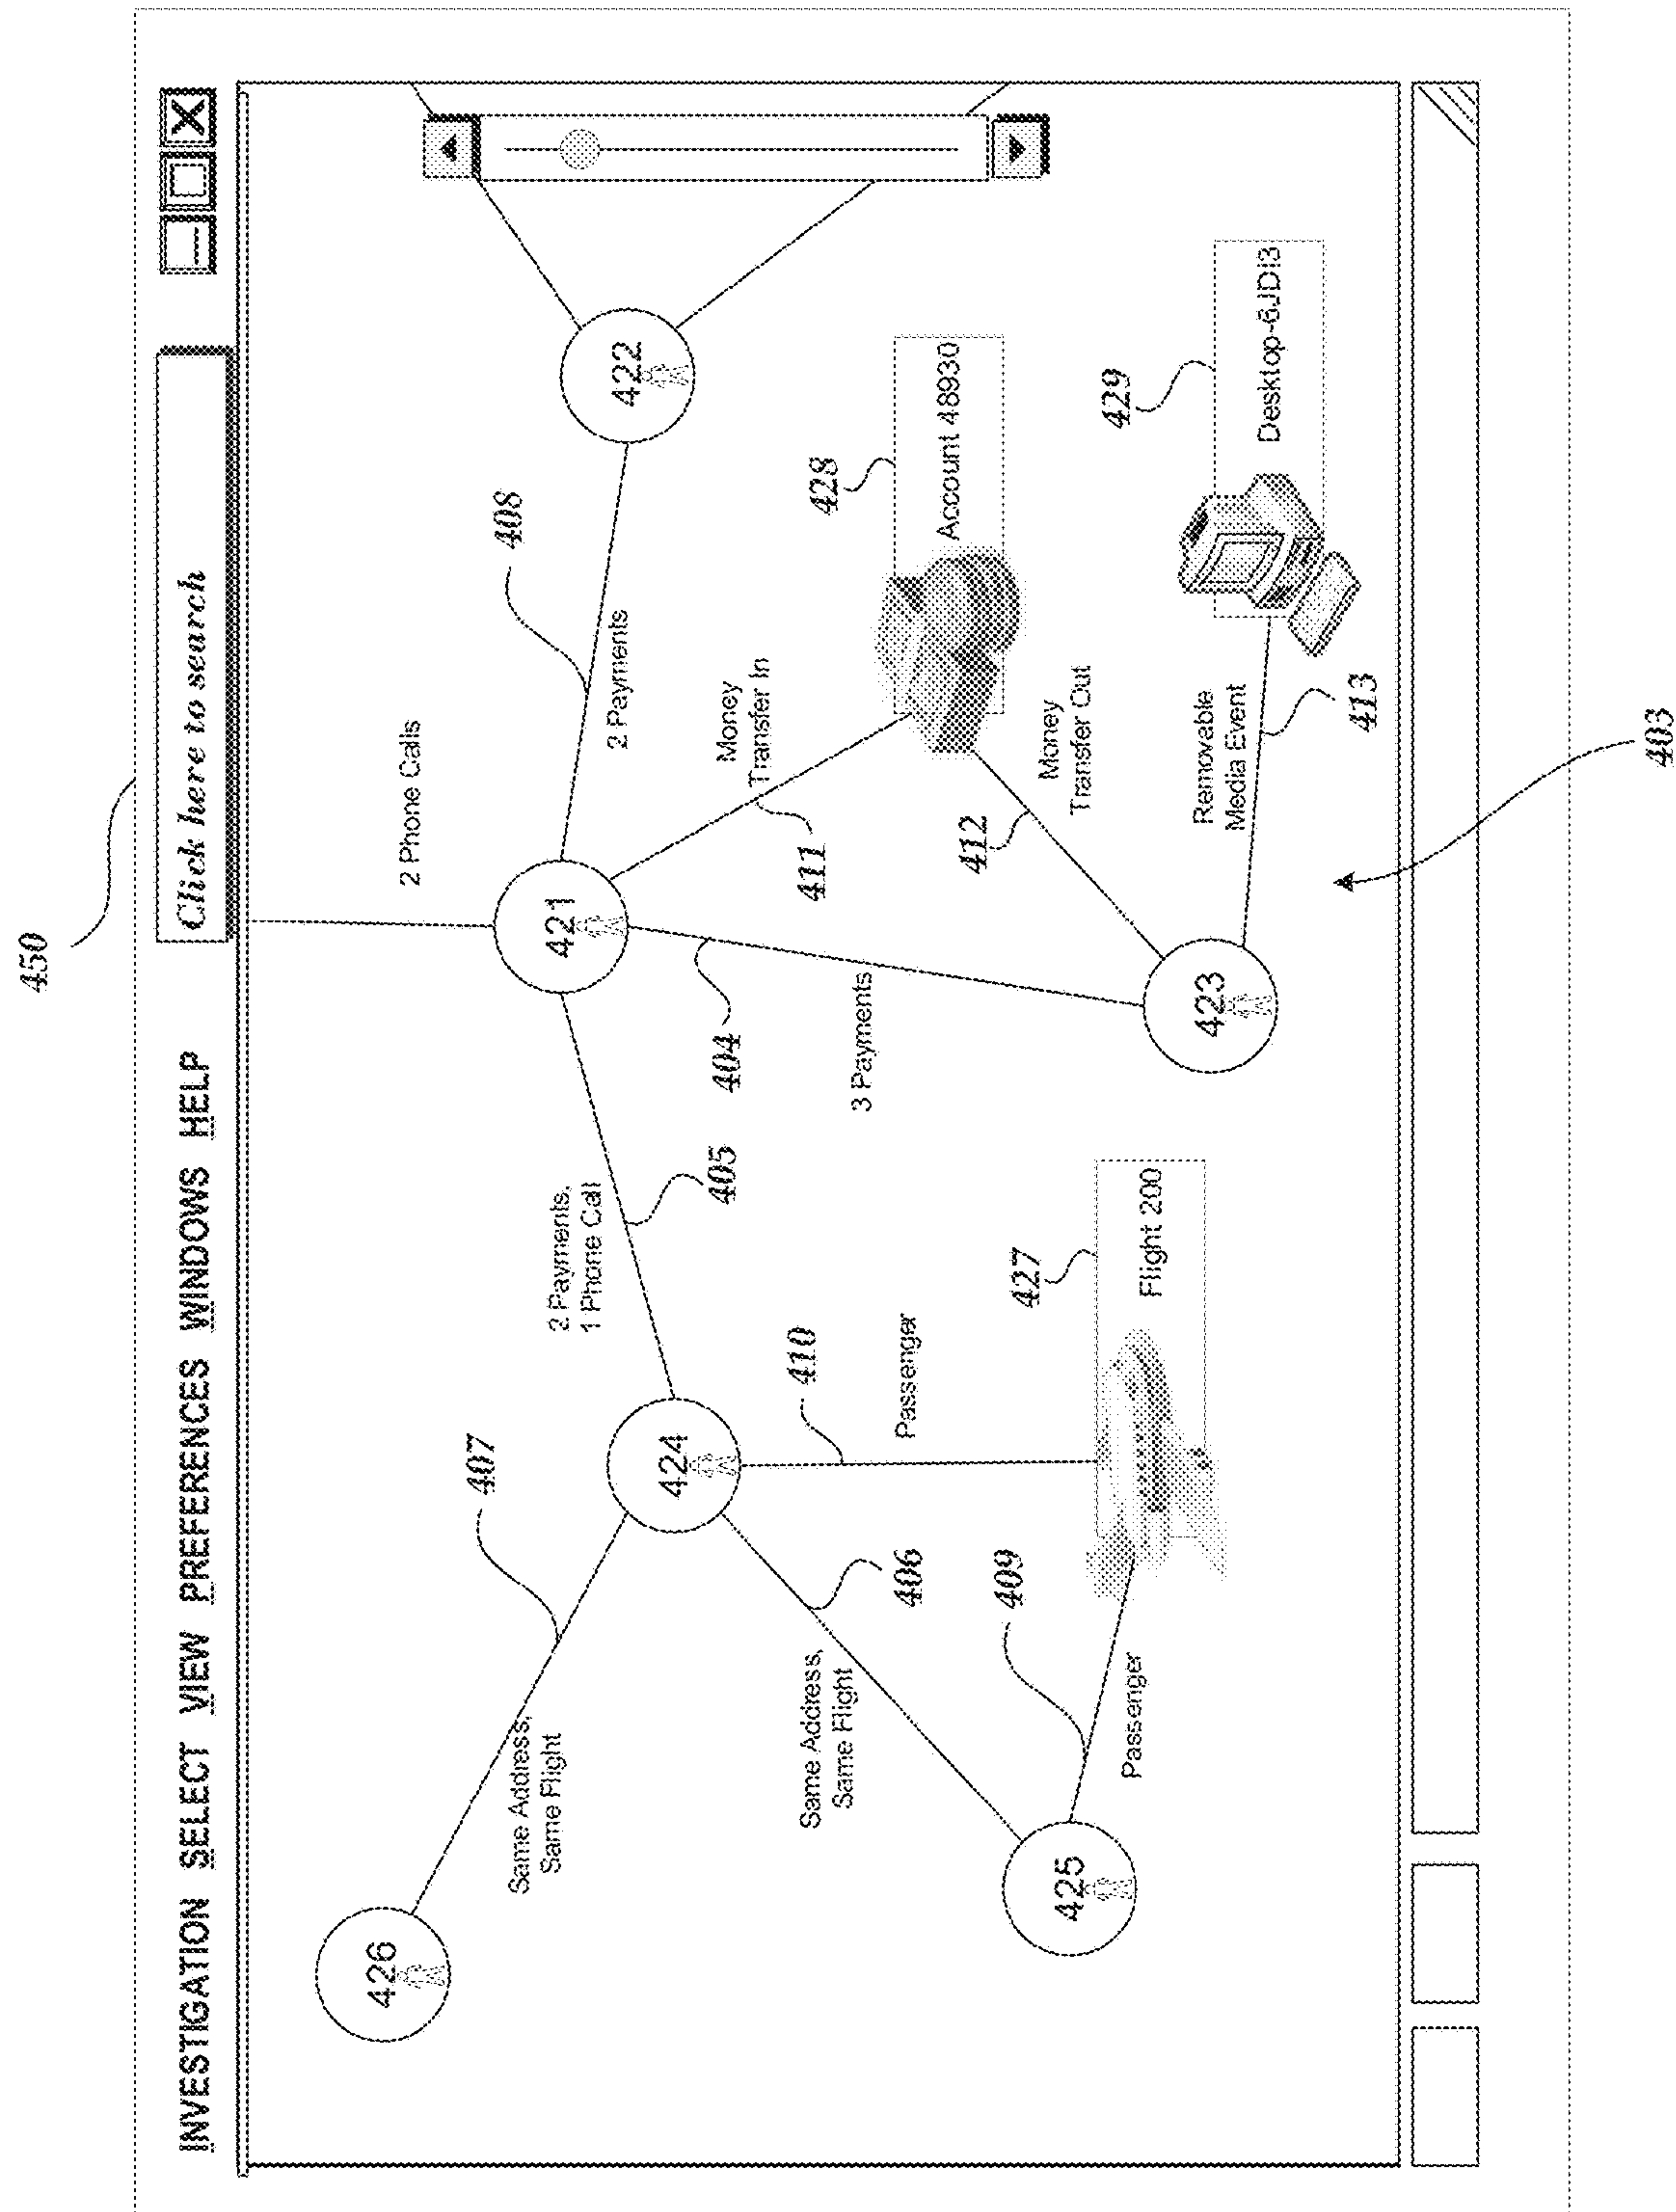 450
INVESTIGATION SELECT VIEW PREFERENCES WINDOWS HELP
Click here to search
2 Phone Calls
426
407
Same Address,
Same Flight
424
2 Payments,
1 Phone Call
405
421
408
2 Payments
422
404
3 Payments
Money
Transfer In
411
428
Account 48930
410
Passenger
406
Same Address,
Same Flight
412
Money
Transfer Out
425
409
Passenger
427
Flight 200
423
Removable
Media Event
413
429
Desktop-6JDI3
403